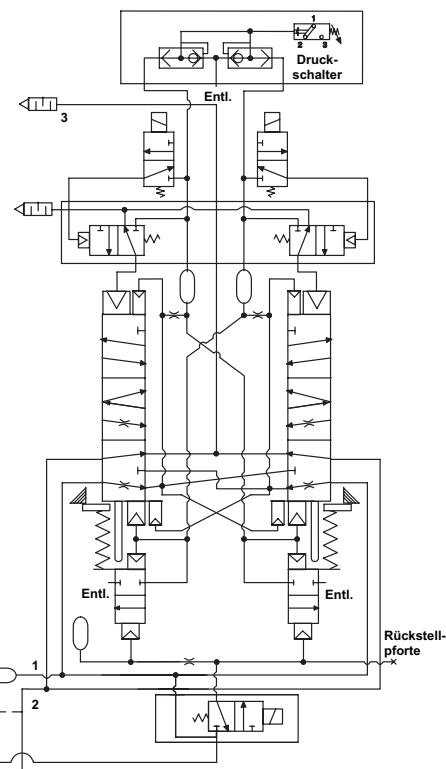 1
2 3
Druck-
schalter
Entl.
3
Entl.
Entl.
Rückstell-
pforte
1
2